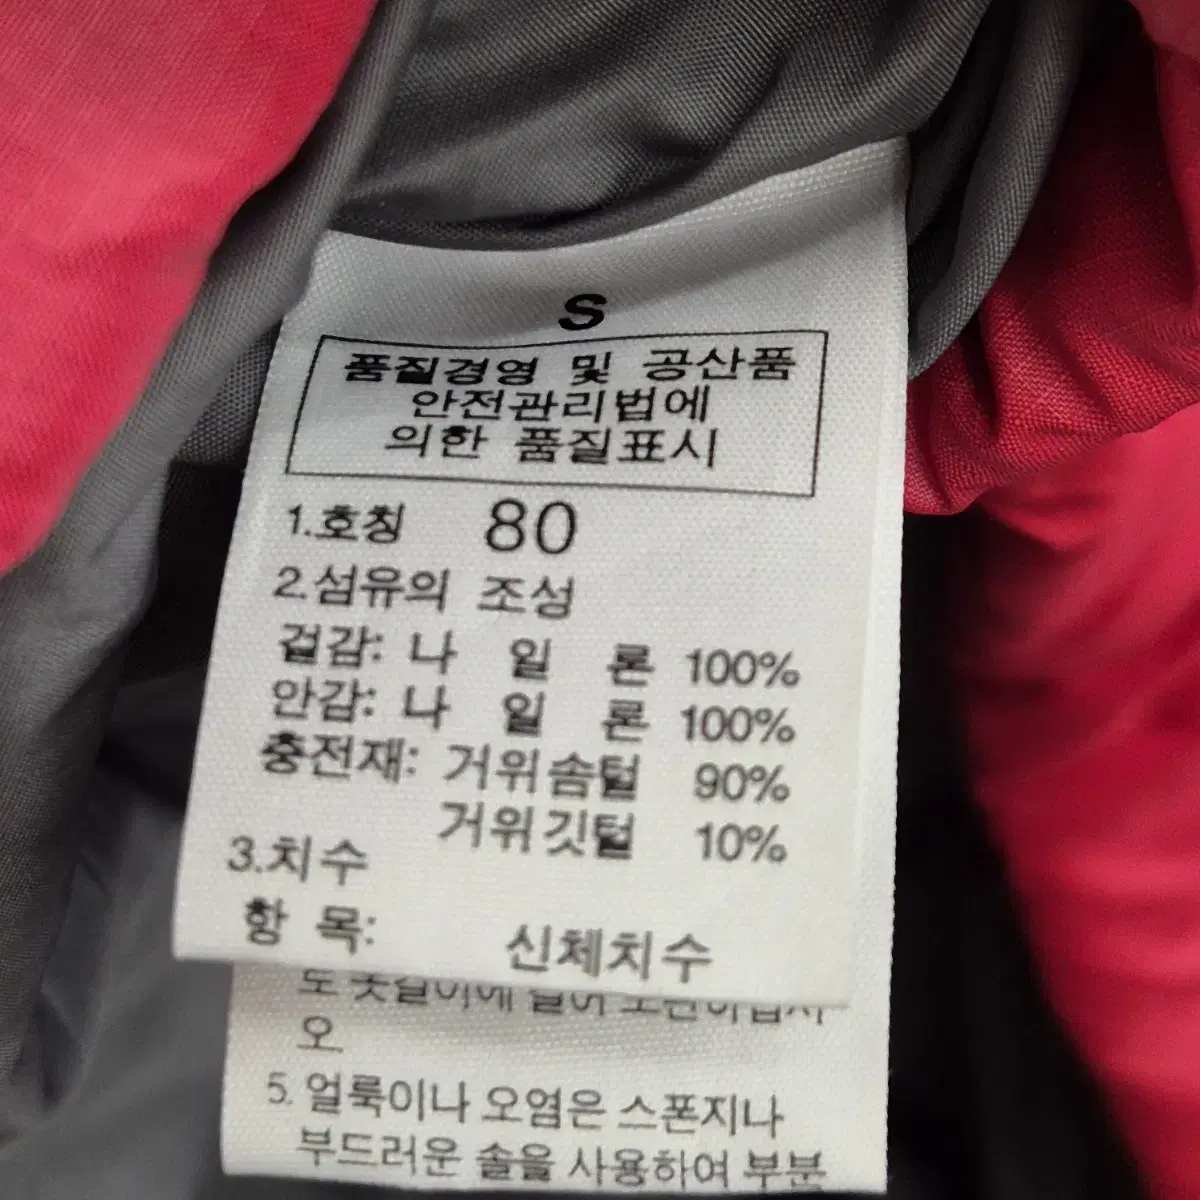 S
품질경영 및 공산품
안전관리법에
의한 품질표시
1.호칭 80
2.섬유의 조성
겉감: 나 일 론 100%
안감: 나 일 론 100%
충전재: 거위솜털 90%
거위깃털 10%
3.치수
항 목: 신체치수
오
5. 얼룩이나 오염은 스폰지나
부드러운 솔을 사용하여 부분